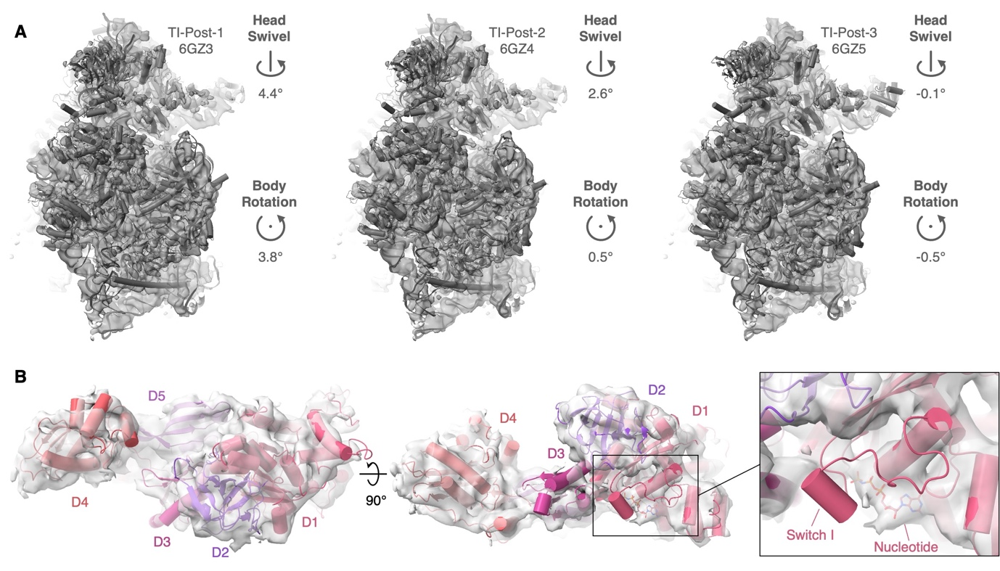 A
TI-Post-1
6GZ3
Head
Swivel
4.4°
Body
Rotation
3.8°
TI-Post-2
6GZ4
Head
Swivel
2.6°
Body
Rotation
0.5°
TI-Post-3
6GZ5
Head
Swivel
-0.1°
Body
Rotation
-0.5°
B
D5
D4
D3
D2
D1
90°
D4
D3
D2
D1
Switch I
Nucleotide